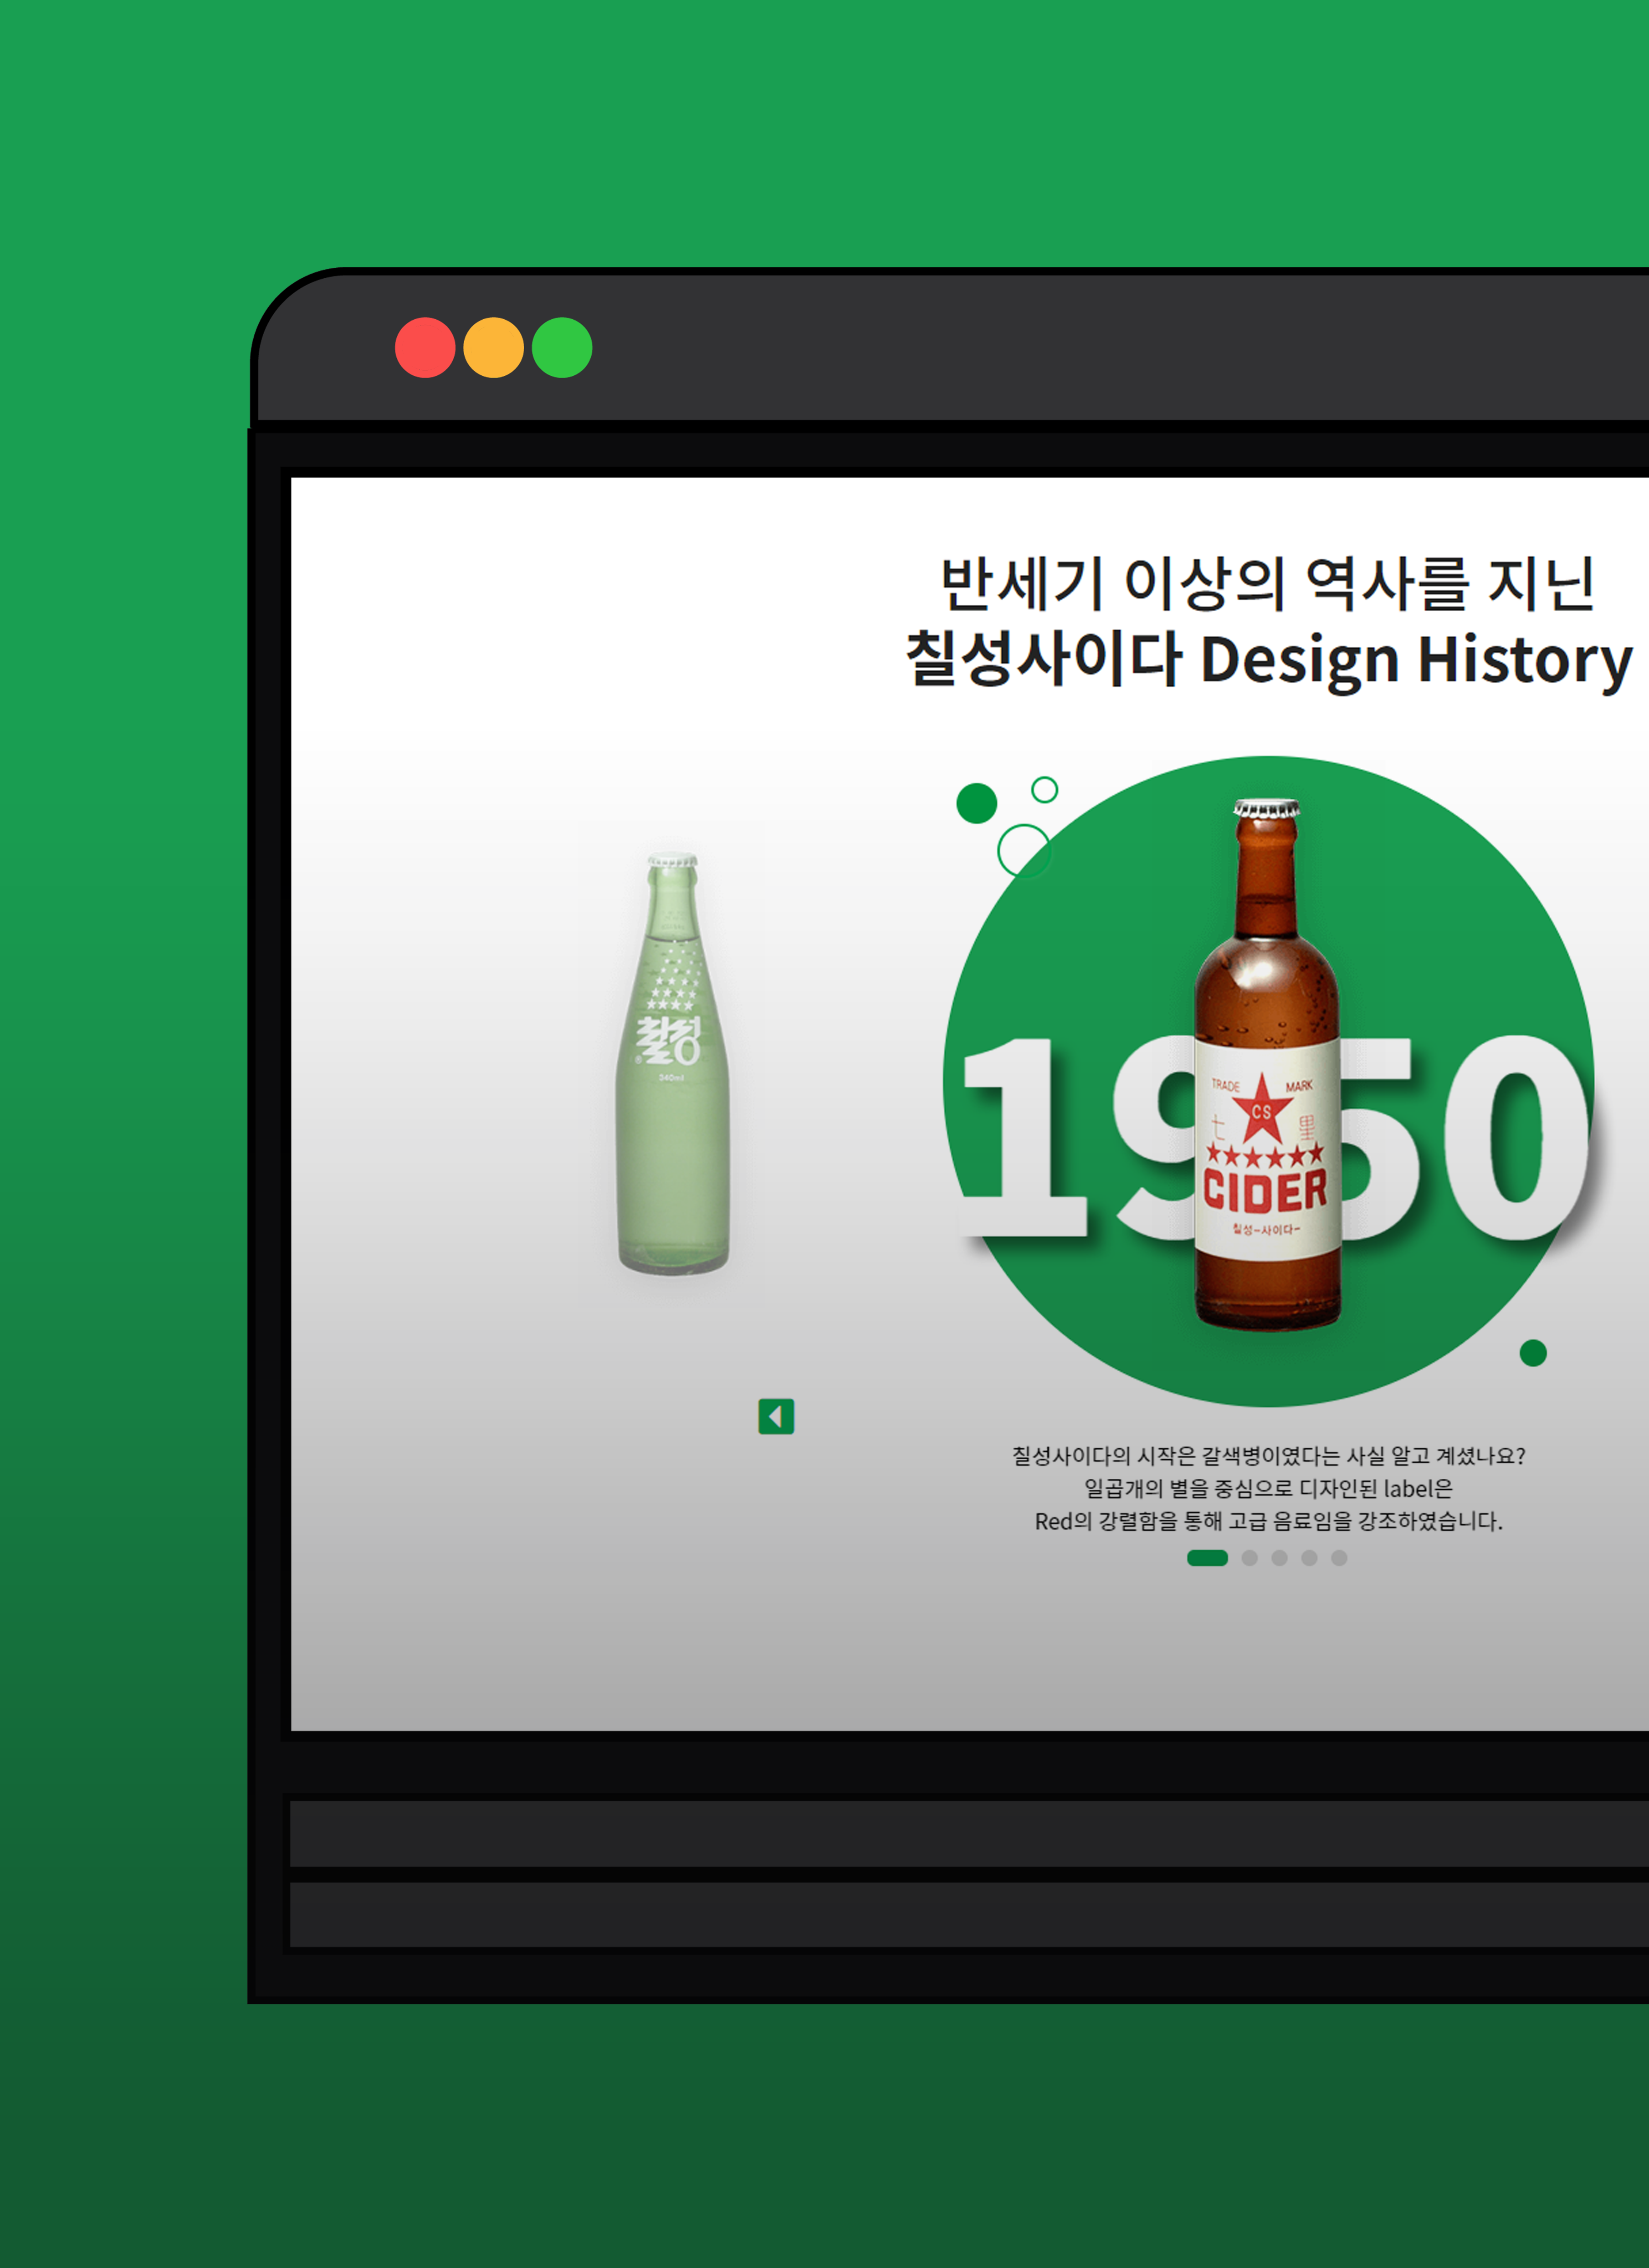 반세기 이상의 역사를 지닌
칠성사이다 Design History
칠성
340ml
1950
TRADE MARK
CS
七 星
CIDER
칠성-사이다-
칠성사이다의 시작은 갈색병이였다는 사실 알고 계셨나요?
일곱개의 별을 중심으로 디자인된 label은
Red의 강렬함을 통해 고급 음료임을 강조하였습니다.